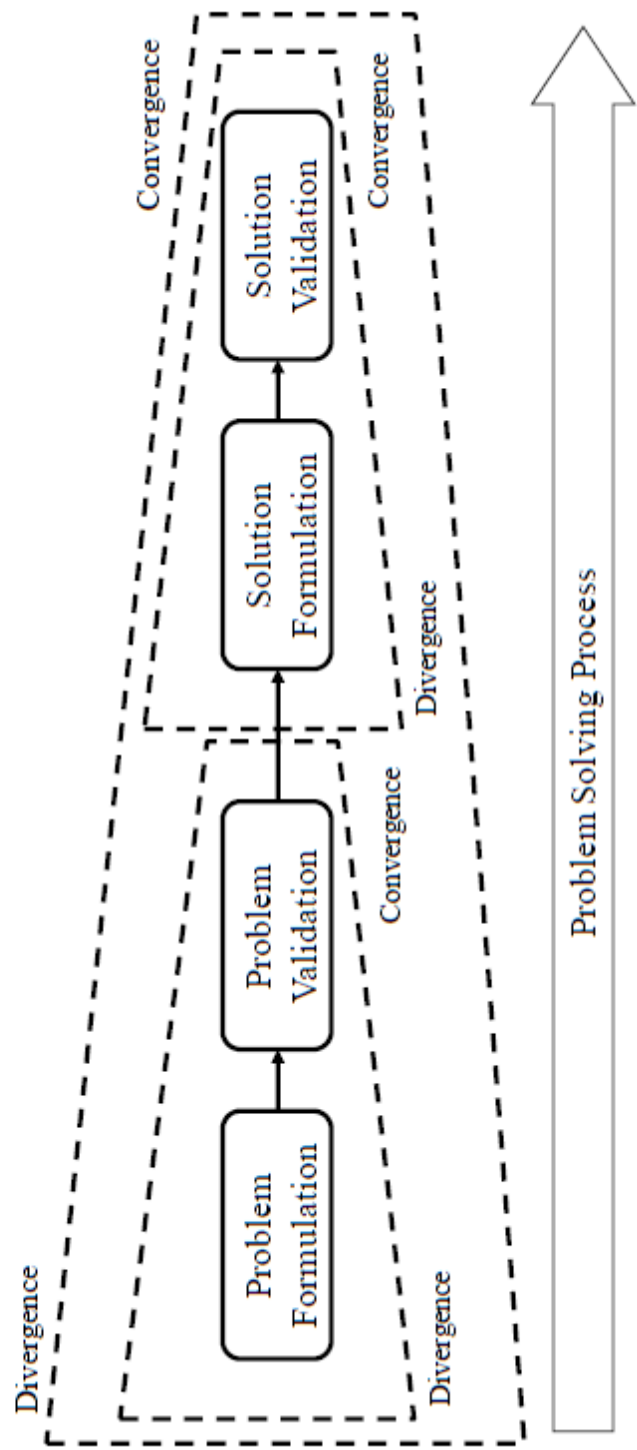 Divergence
Convergence
Problem
Formulation
Problem
Validation
Solution
Formulation
Solution
Validation
Divergence
Convergence
Divergence
Convergence
Problem Solving Process